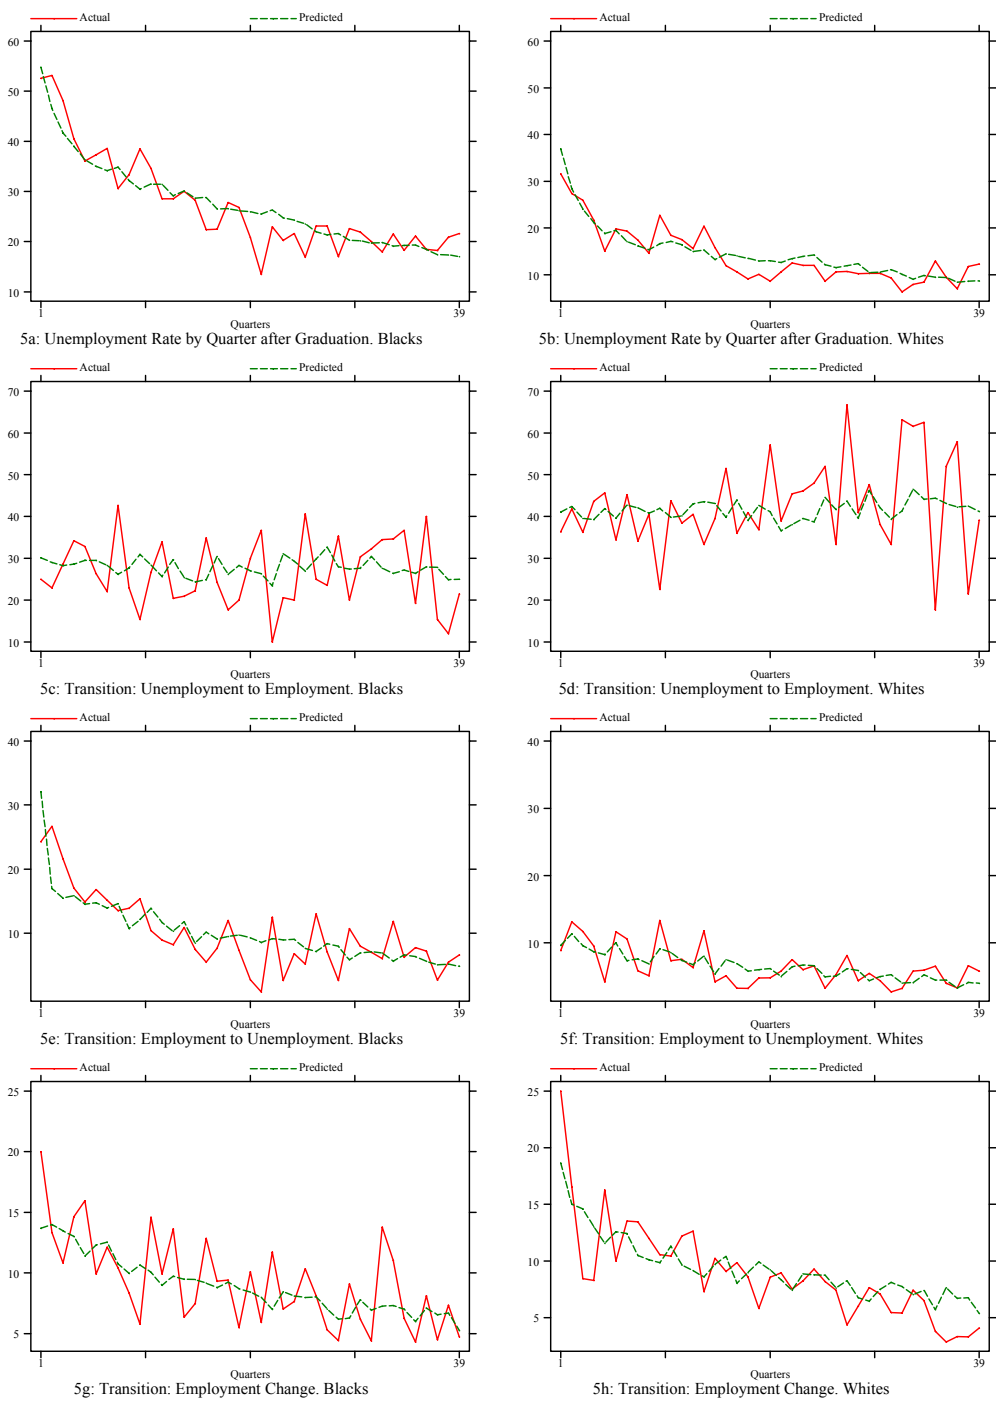 Actual Predicted
60
50
40
30
20
10
1 39
Quarters
5a: Unemployment Rate by Quarter after Graduation. Blacks
Actual Predicted
60
50
40
30
20
10
1 39
Quarters
5b: Unemployment Rate by Quarter after Graduation. Whites
Actual Predicted
70
60
50
40
30
20
10
1 39
Quarters
5c: Transition: Unemployment to Employment. Blacks
Actual Predicted
70
60
50
40
30
20
10
1 39
Quarters
5d: Transition: Unemployment to Employment. Whites
Actual Predicted
40
30
20
10
1 39
Quarters
5e: Transition: Employment to Unemployment. Blacks
Actual Predicted
40
30
20
10
1 39
Quarters
5f: Transition: Employment to Unemployment. Whites
Actual Predicted
25
20
15
10
5
1 39
Quarters
5g: Transition: Employment Change. Blacks
Actual Predicted
25
20
15
10
5
1 39
Quarters
5h: Transition: Employment Change. Whites